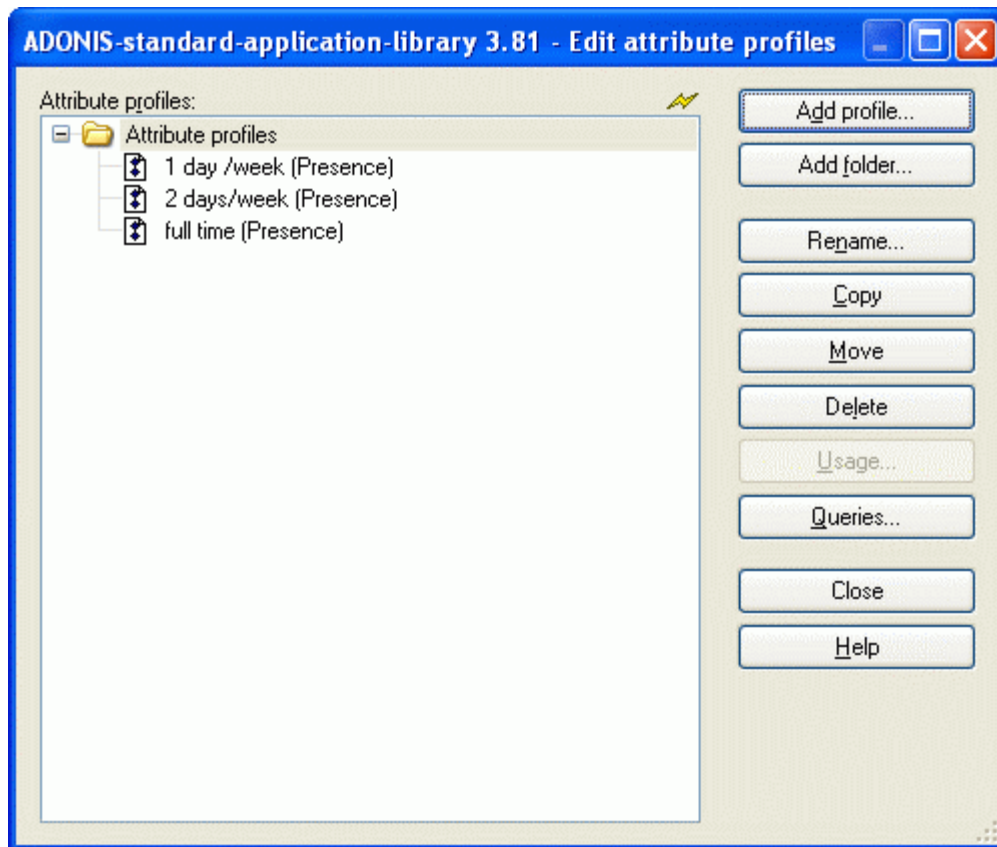 ADONIS-standard-application-library 3.81 - Edit attribute profiles
Attribute profiles:
Attribute profiles
1 day /week (Presence)
2 days/week (Presence)
full time (Presence)
Add profile...
Add folder...
Rename...
Copy
Move
Delete
Usage...
Queries...
Close
Help